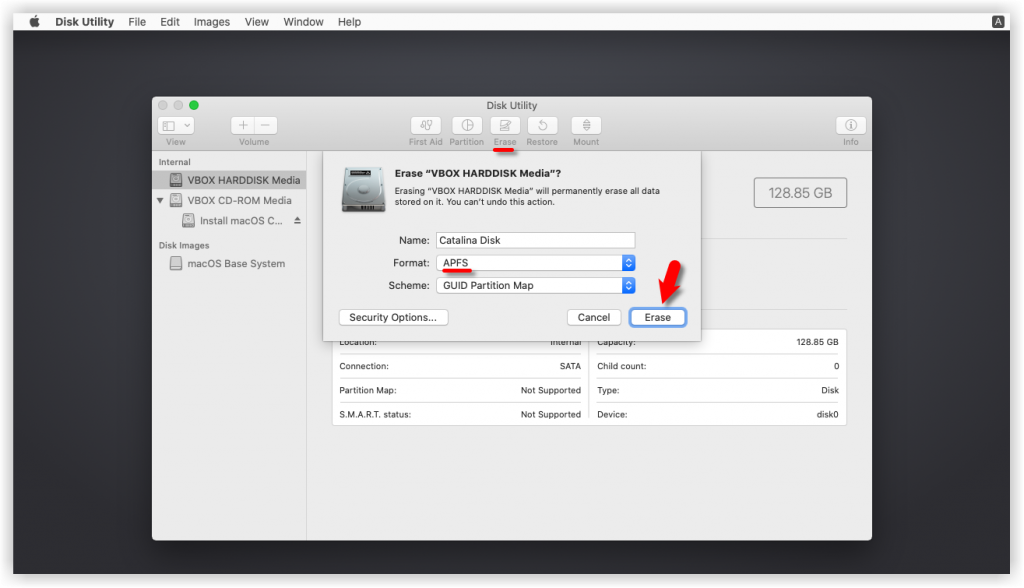 Disk Utility File Edit Images View Window Help A
Disk Utility
View Volume First Aid Partition Erase Restore Mount Info
Internal
VBOX HARDDISK Media
VBOX CD-ROM Media
Install macOS C...
Disk Images
macOS Base System
Erase “VBOX HARDDISK Media”?
Erasing “VBOX HARDDISK Media” will permanently erase all data
stored on it. You can’t undo this action.
128.85 GB
Name: Catalina Disk
Format: APFS
Scheme: GUID Partition Map
Security Options... Cancel Erase
Location: Internal Capacity: 128.85 GB
Connection: SATA Child count: 0
Partition Map: Not Supported Type: Disk
S.M.A.R.T. status: Not Supported Device: disk0